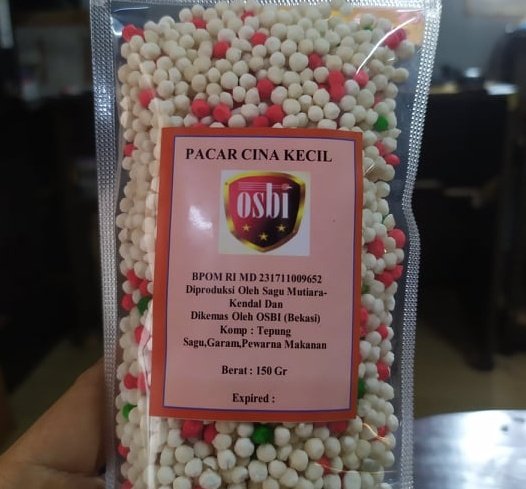 PACAR CINA KECIL
osbi
BPOM RI MD 231711009652
Diproduksi Oleh Sagu Mutiara-
Kendal Dan
Dikemas Oleh OSBI (Bekasi)
Komp : Tepung
Sagu,Garam,Pewarna Makanan
Berat : 150 Gr
Expired :